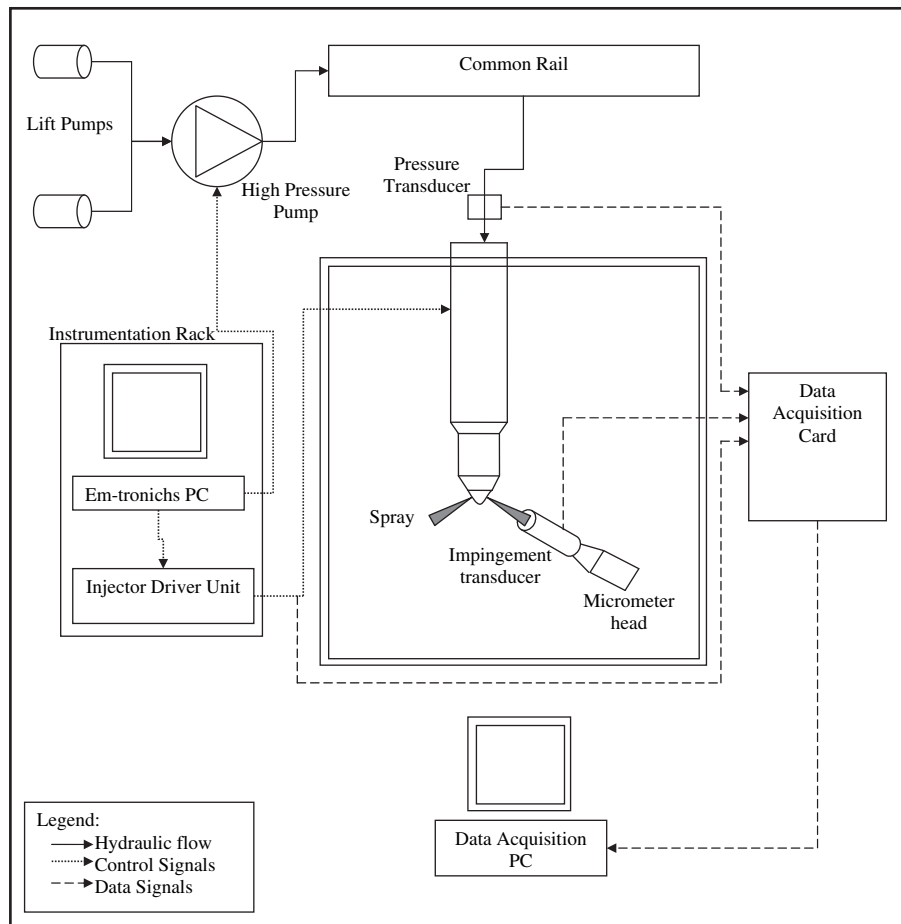 Common Rail
Lift Pumps
Pressure
Transducer
High Pressure
Pump
Instrumentation Rack
Data
Acquisition
Card
Em-tronichs PC
Spray
Impingement
transducer
Injector Driver Unit
Micrometer
head
Legend:
Hydraulic flow
Control Signals
Data Signals
Data Acquisition
PC